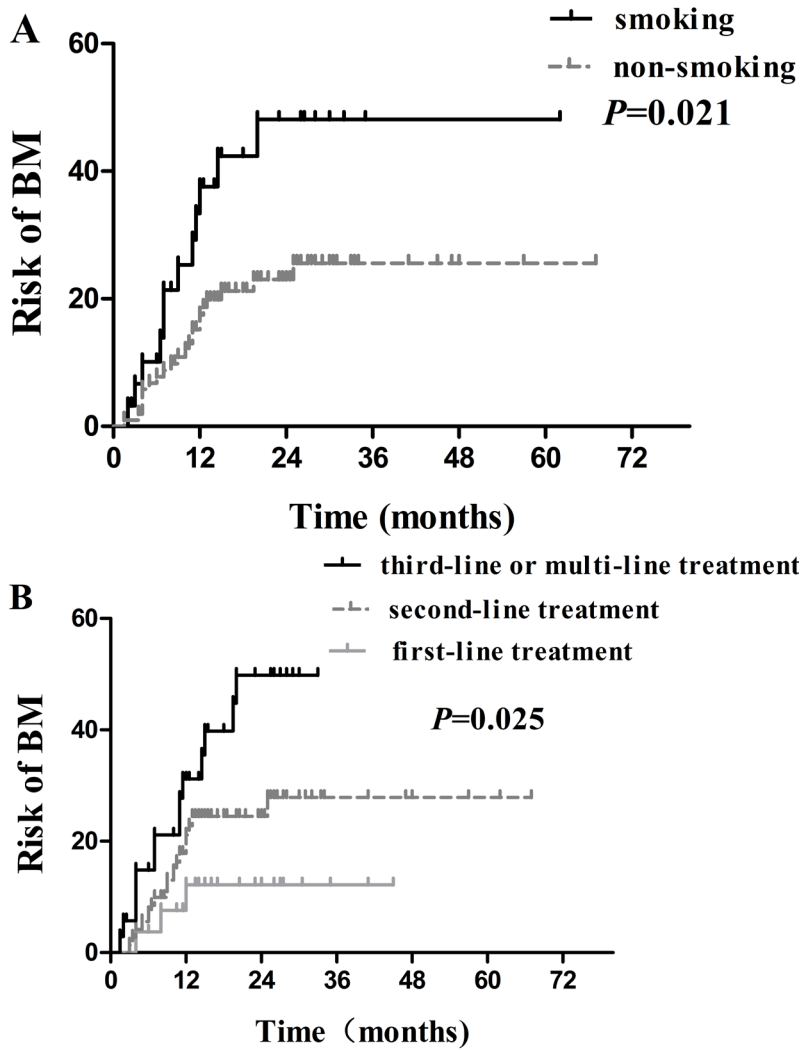 A
smoking
non-smoking
P=0.021
60
40
20
0
Risk of BM
0 12 24 36 48 60 72
Time (months)
B
third-line or multi-line treatment
second-line treatment
first-line treatment
P=0.025
60
40
20
0
Risk of BM
0 12 24 36 48 60 72
Time（months)